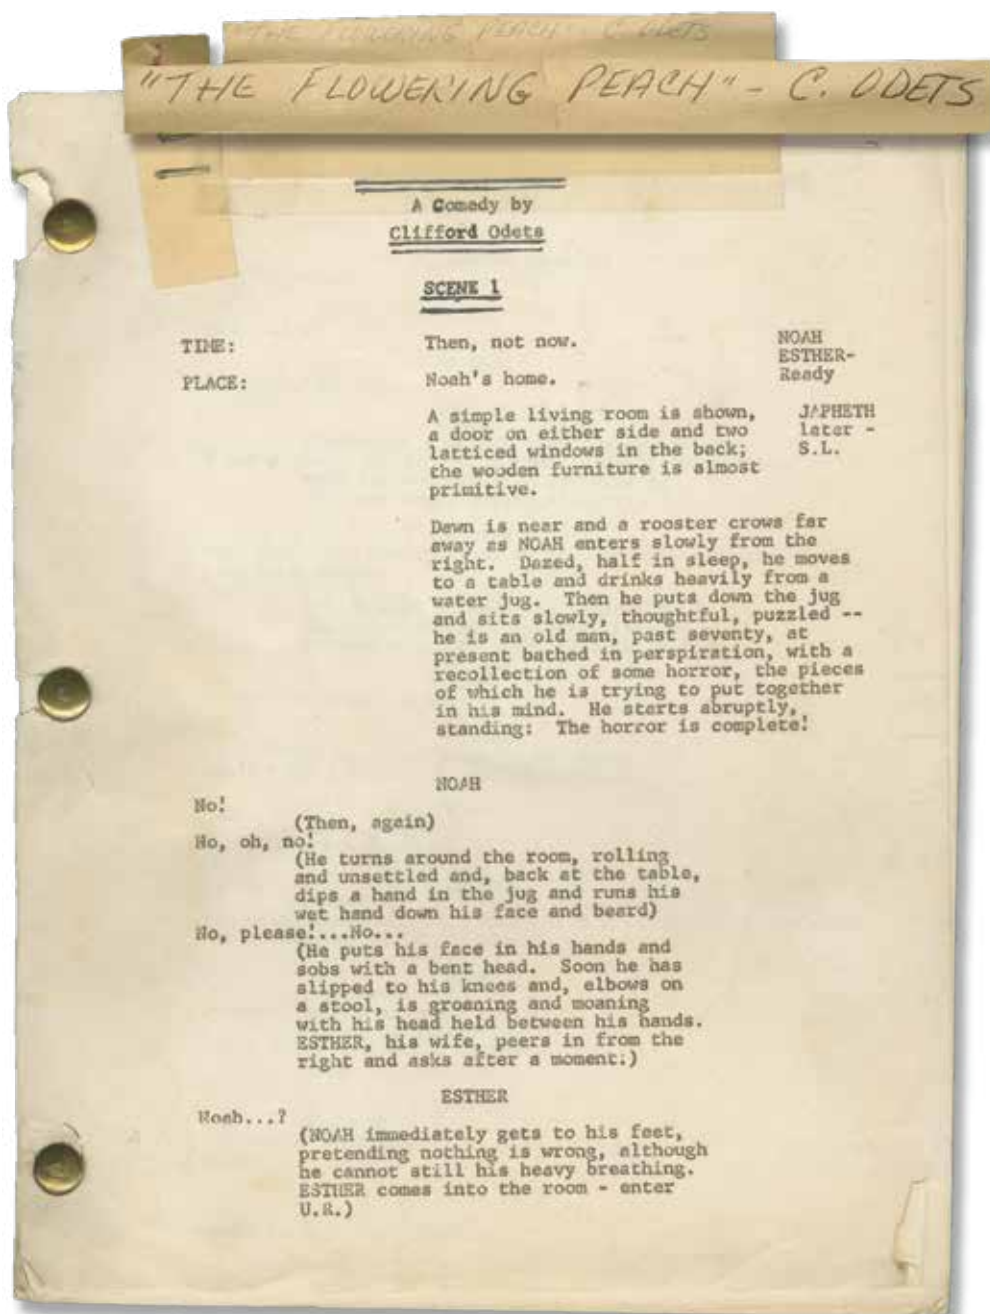 "THE FLOWERING PEACH" - C. ODETS
"THE FLOWERING PEACH" - C. ODETS
A Comedy by
Clifford Odets
SCENE 1
TIME: Then, not now.
NOAH
ESTHER-
Ready
PLACE: Noah's home.
A simple living room is shown,
a door on either side and two
latticed windows in the back;
the wooden furniture is almost
primitive.
JAPHETH
later -
S.L.
Dawn is near and a rooster crows far
away as NOAH enters slowly from the
right. Dazed, half in sleep, he moves
to a table and drinks heavily from a
water jug. Then he puts down the jug
and sits slowly, thoughtful, puzzled --
he is an old man, past seventy, at
present bathed in perspiration, with a
recollection of some horror, the pieces
of which he is trying to put together
in his mind. He starts abruptly,
standing: The horror is complete!
NOAH
No!
(Then, again)
No, oh, no!
(He turns around the room, rolling
and unsettled and, back at the table,
dips a hand in the jug and runs his
wet hand down his face and beard)
No, please!...No...
(He puts his face in his hands and
sobs with a bent head. Soon he has
slipped to his knees and, elbows on
a stool, is groaning and moaning
with his head held between his hands.
ESTHER, his wife, peers in from the
right and asks after a moment:)
ESTHER
Noah...?
(NOAH immediately gets to his feet,
pretending nothing is wrong, although
he cannot still his heavy breathing.
ESTHER comes into the room - enter
U.R.)